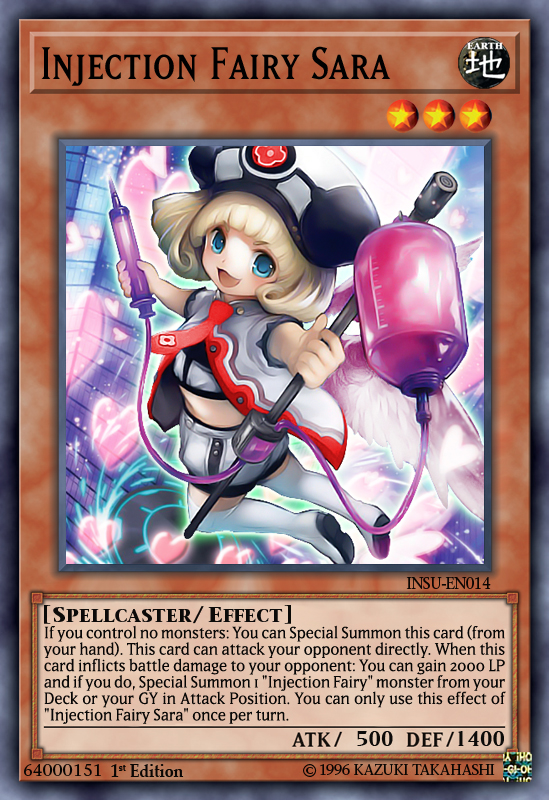 INJECTION FAIRY SARA
EARTH
地
INSU-EN014
[SPELLCASTER/ EFFECT]
If you control no monsters: You can Special Summon this card (from
your hand). This card can attack your opponent directly. When this
card inflicts battle damage to your opponent: You can gain 2000 LP
and if you do, Special Summon 1 "Injection Fairy" monster from your
Deck or your GY in Attack Position. You can only use this effect of
"Injection Fairy Sara" once per turn.
ATK/ 500 DEF/1400
64000151 1st Edition © 1996 KAZUKI TAKAHASHI